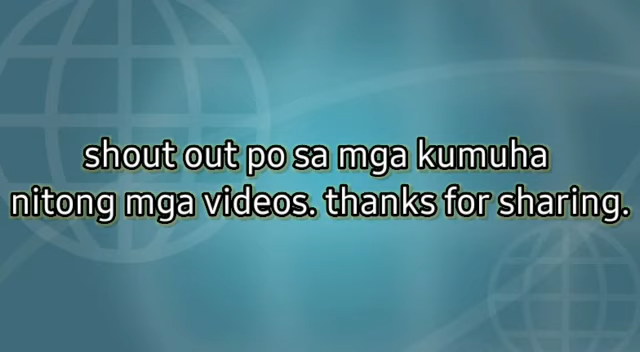 shout out po sa mga kumuha
nitong mga videos. thanks for sharing.